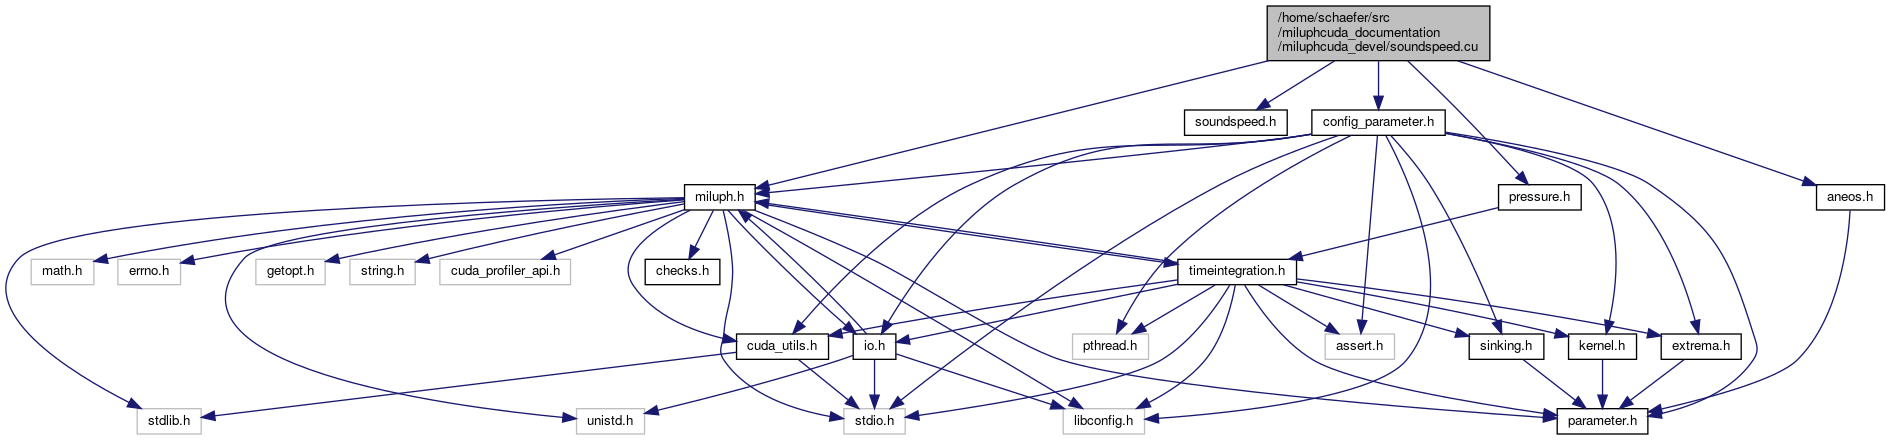 /home/schaefer/src
/miluphcuda_documentation
/miluphcuda_devel/soundspeed.cu
soundspeed.h
config_parameter.h
miluph.h
pressure.h
aneos.h
math.h
errno.h
getopt.h
string.h
cuda_profiler_api.h
checks.h
timeintegration.h
cuda_utils.h
io.h
pthread.h
assert.h
sinking.h
kernel.h
extrema.h
stdlib.h
unistd.h
stdio.h
libconfig.h
parameter.h